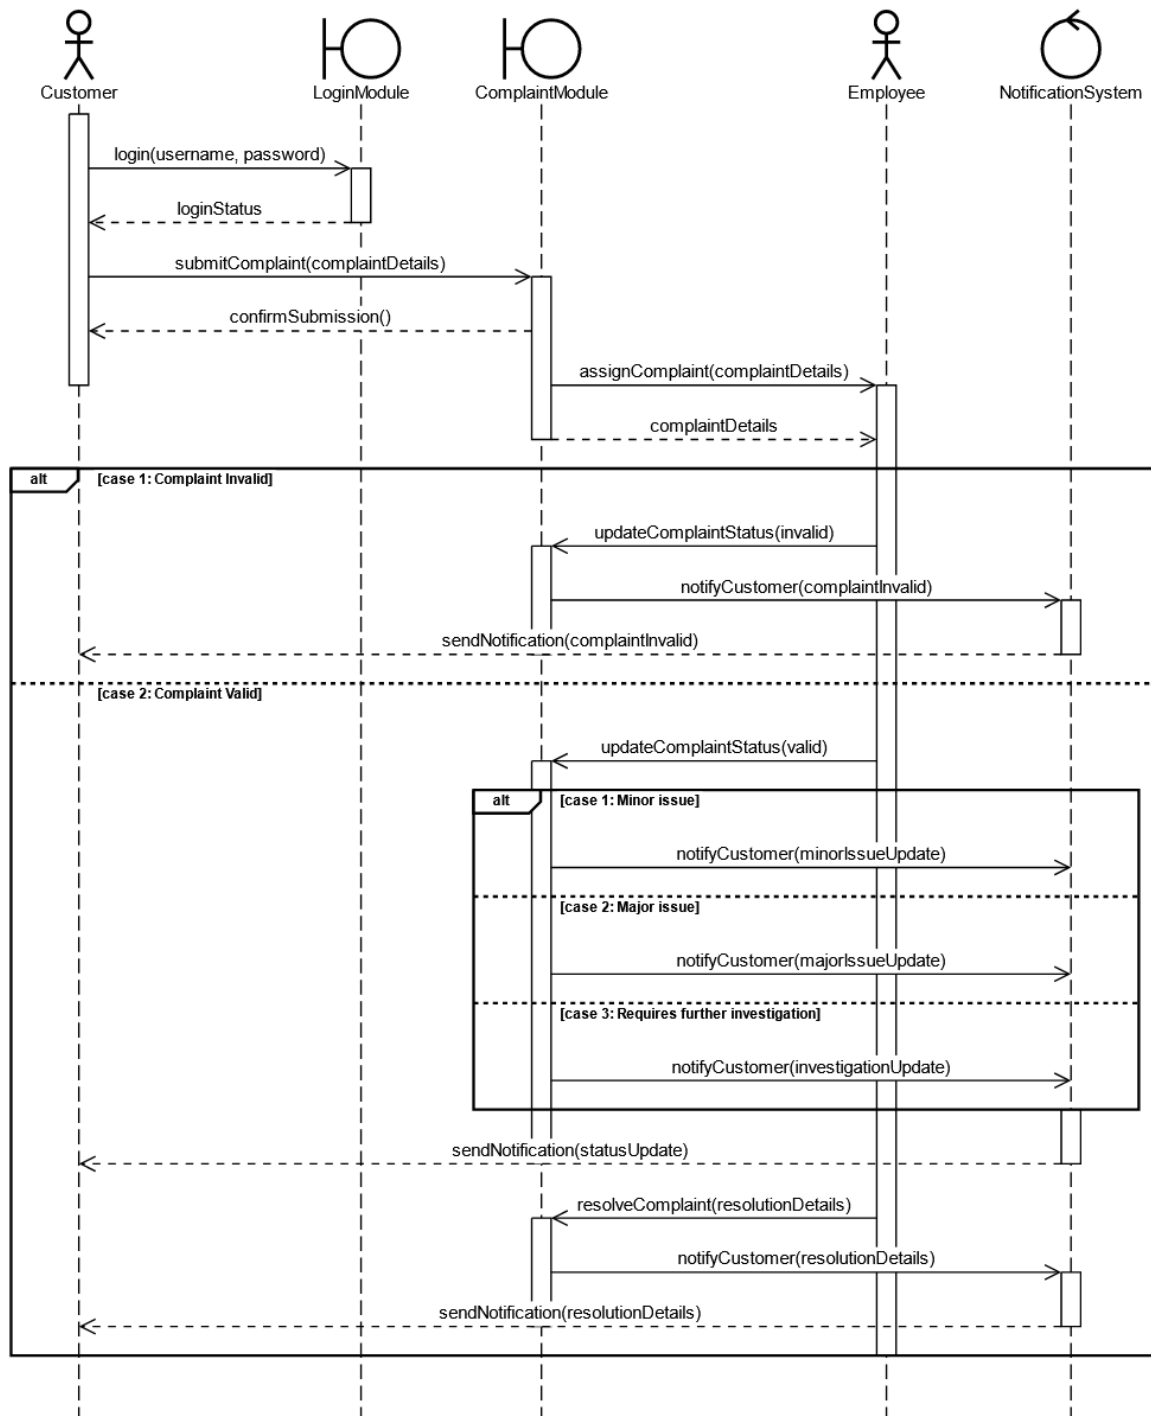 Customer
LoginModule
ComplaintModule
Employee
NotificationSystem
login(username, password)
loginStatus
submitComplaint(complaintDetails)
confirmSubmission()
assignComplaint(complaintDetails)
complaintDetails
alt
[case 1: Complaint Invalid]
updateComplaintStatus(invalid)
notifyCustomer(complaintInvalid)
sendNotification(complaintInvalid)
[case 2: Complaint Valid]
updateComplaintStatus(valid)
alt
[case 1: Minor issue]
notifyCustomer(minorIssueUpdate)
[case 2: Major issue]
notifyCustomer(majorIssueUpdate)
[case 3: Requires further investigation]
notifyCustomer(investigationUpdate)
sendNotification(statusUpdate)
resolveComplaint(resolutionDetails)
notifyCustomer(resolutionDetails)
sendNotification(resolutionDetails)